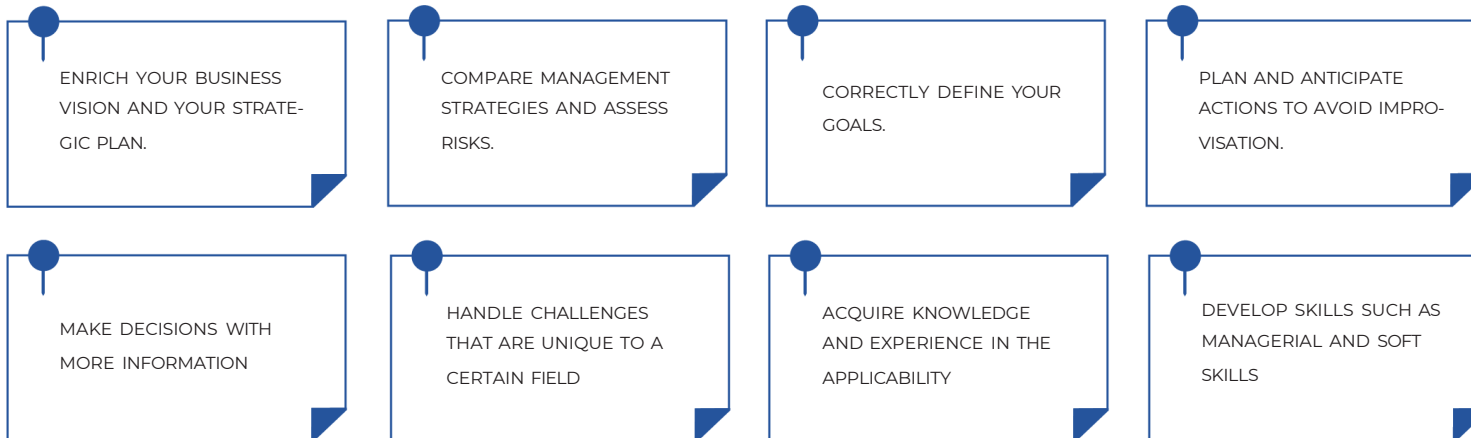 ENRICH YOUR BUSINESS
VISION AND YOUR STRATE-
GIC PLAN.
COMPARE MANAGEMENT
STRATEGIES AND ASSESS
RISKS.
CORRECTLY DEFINE YOUR
GOALS.
PLAN AND ANTICIPATE
ACTIONS TO AVOID IMPRO-
VISATION.
MAKE DECISIONS WITH
MORE INFORMATION
HANDLE CHALLENGES
THAT ARE UNIQUE TO A
CERTAIN FIELD
ACQUIRE KNOWLEDGE
AND EXPERIENCE IN THE
APPLICABILITY
DEVELOP SKILLS SUCH AS
MANAGERIAL AND SOFT
SKILLS